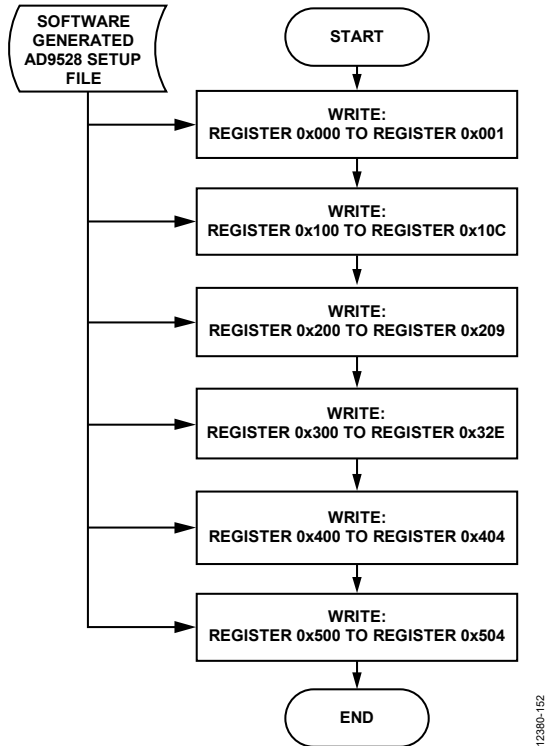 SOFTWARE
GENERATED
AD9528 SETUP
FILE
START
WRITE:
REGISTER 0x000 TO REGISTER 0x001
WRITE:
REGISTER 0x100 TO REGISTER 0x10C
WRITE:
REGISTER 0x200 TO REGISTER 0x209
WRITE:
REGISTER 0x300 TO REGISTER 0x32E
WRITE:
REGISTER 0x400 TO REGISTER 0x404
WRITE:
REGISTER 0x500 TO REGISTER 0x504
END
12380-152